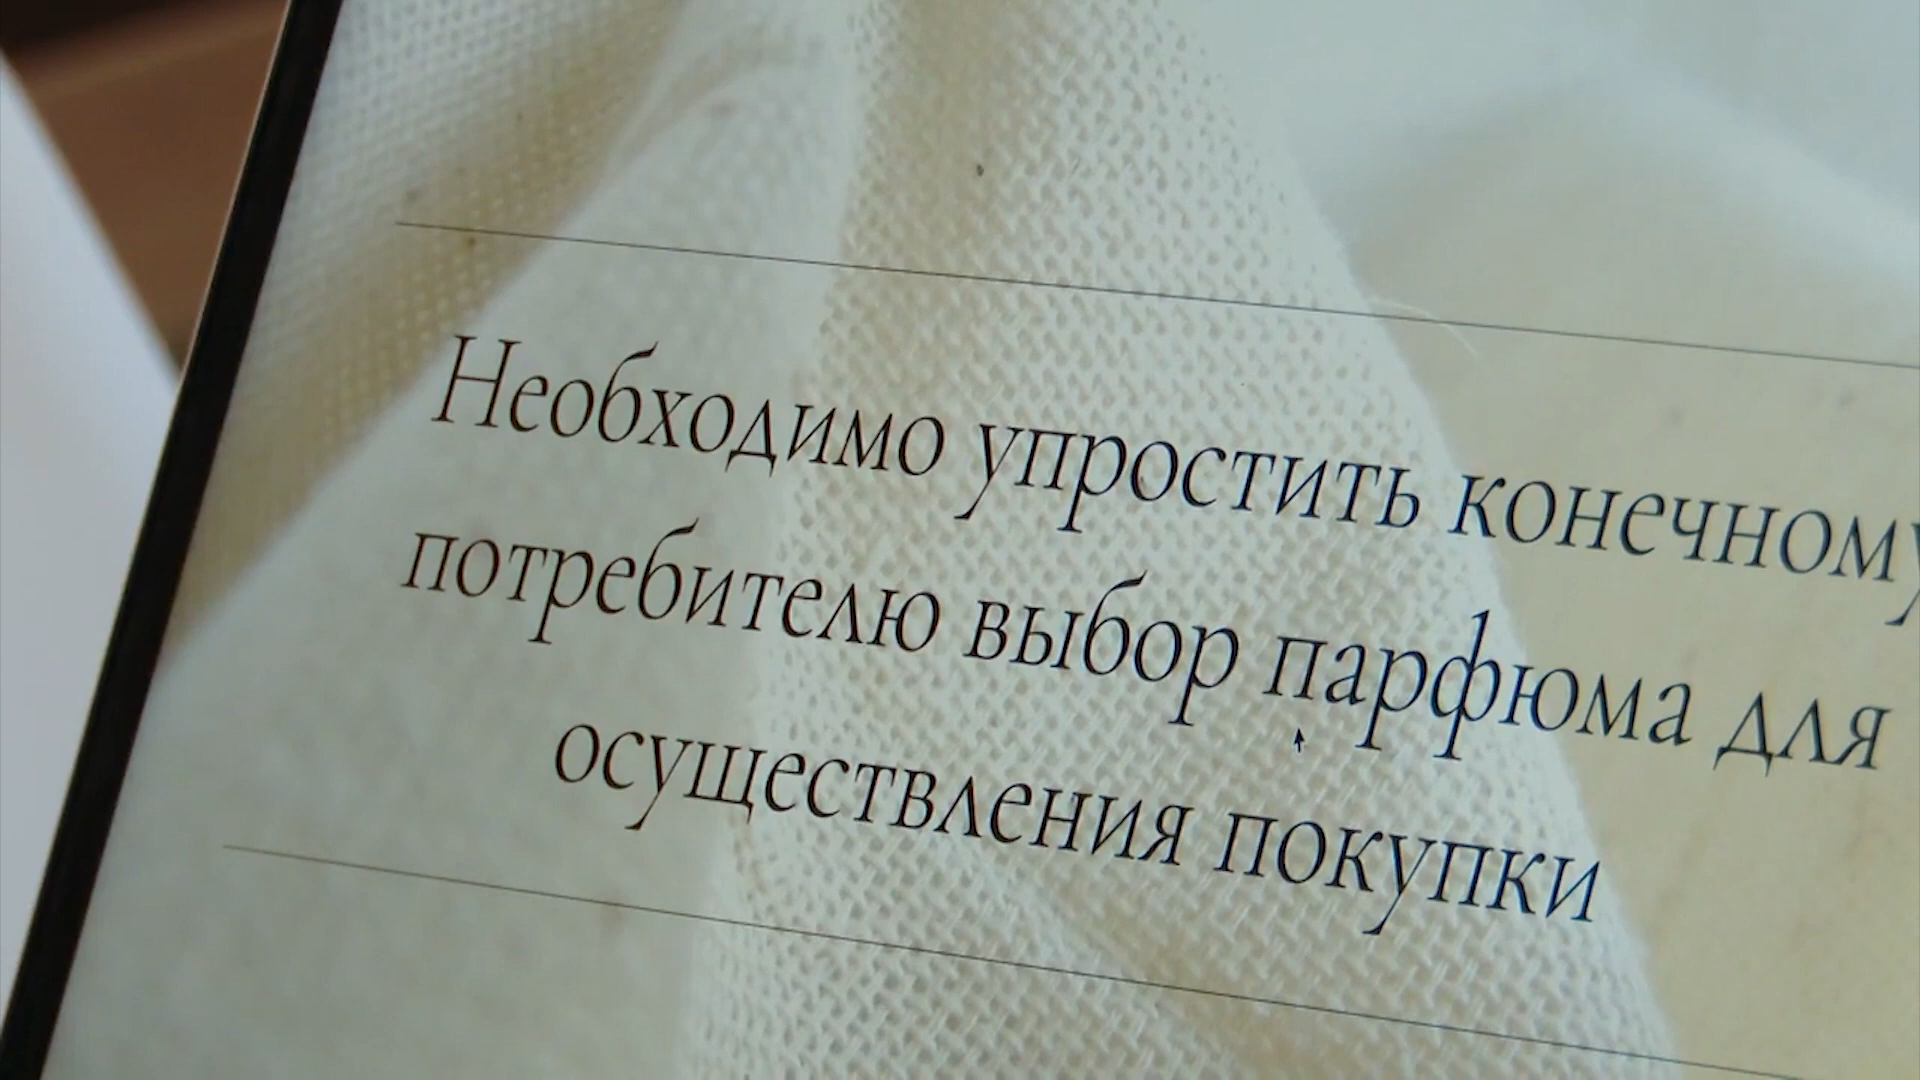 Необходимо упростить конечному
потребителю выбор парфюма для
осуществления покупки